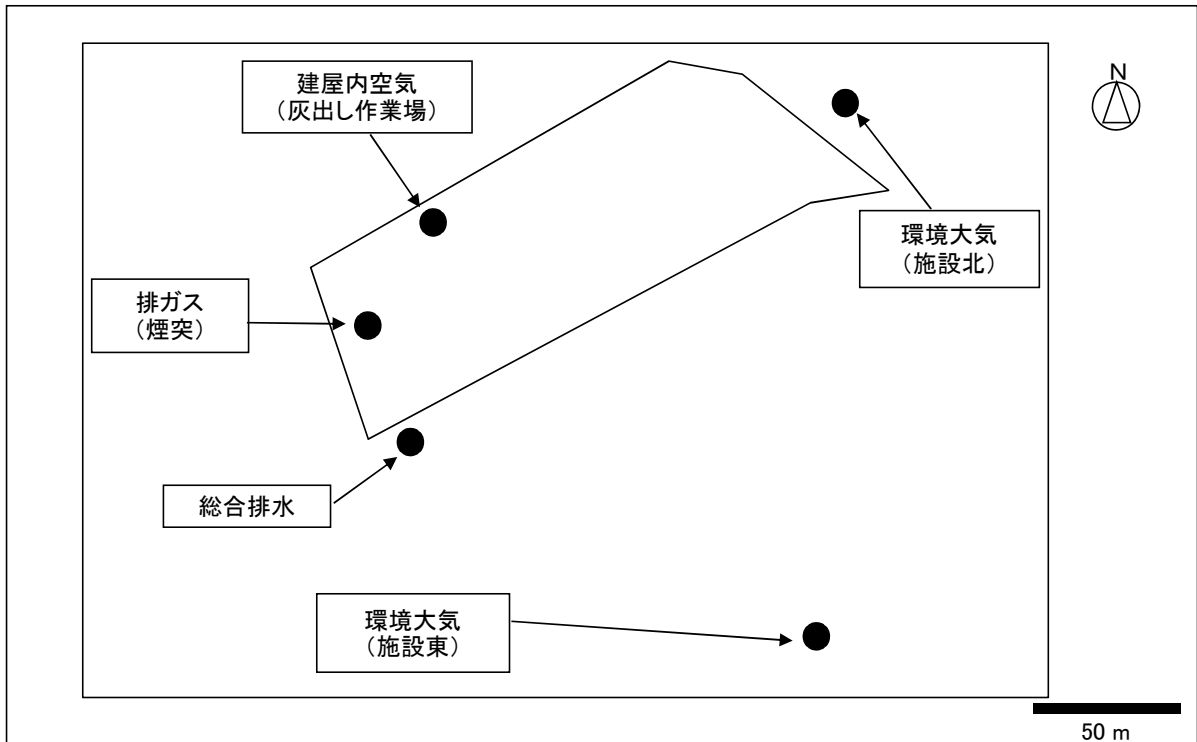 建屋内空気
（灰出し作業場）
N
環境大気
（施設北）
排ガス
（煙突）
総合排水
環境大気
（施設東）
50 m